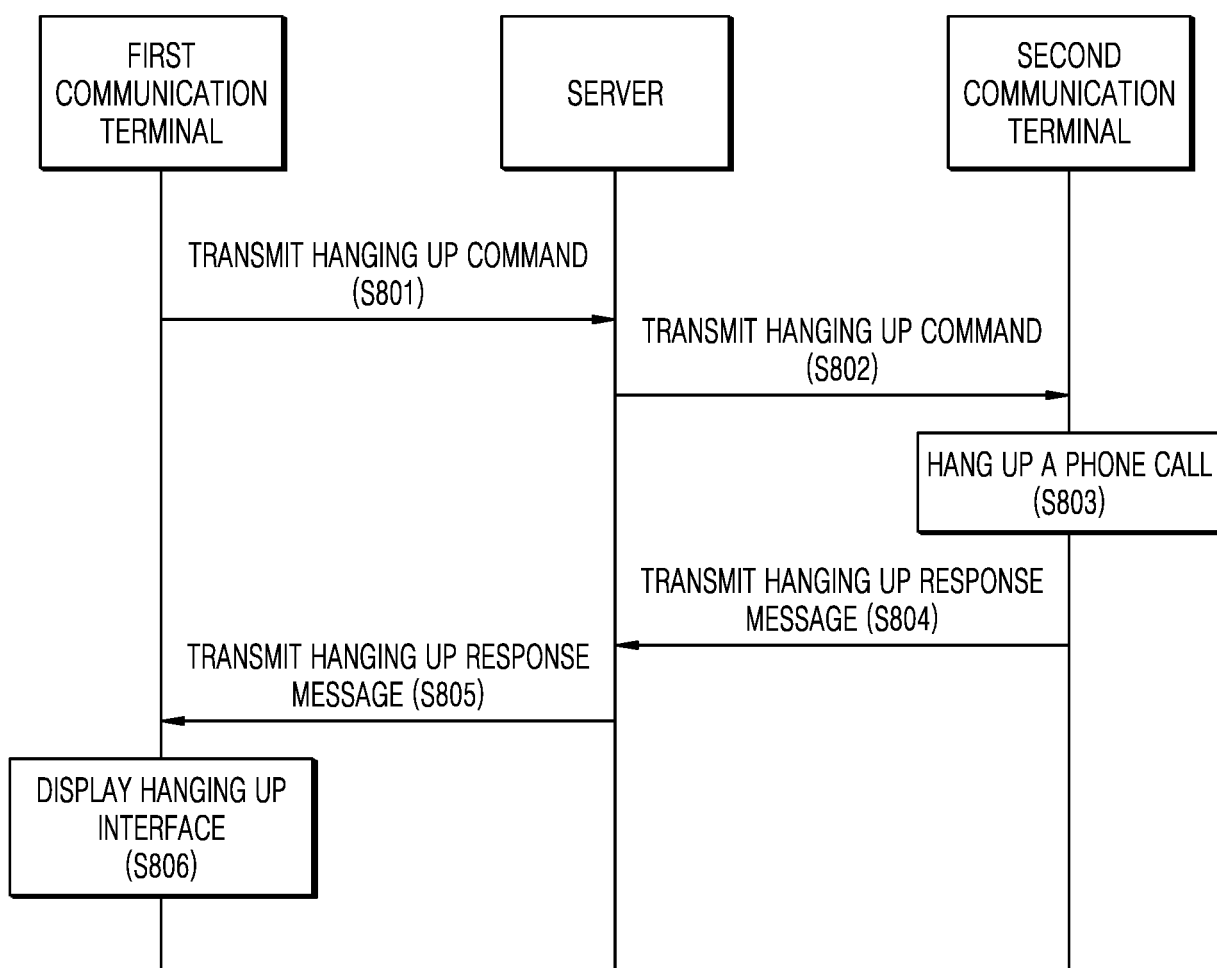 FIRST
COMMUNICATION
TERMINAL
SERVER
SECOND
COMMUNICATION
TERMINAL
TRANSMIT HANGING UP COMMAND
(S801)
TRANSMIT HANGING UP COMMAND
(S802)
HANG UP A PHONE CALL
(S803)
TRANSMIT HANGING UP RESPONSE
MESSAGE (S804)
TRANSMIT HANGING UP RESPONSE
MESSAGE (S805)
DISPLAY HANGING UP
INTERFACE
(S806)